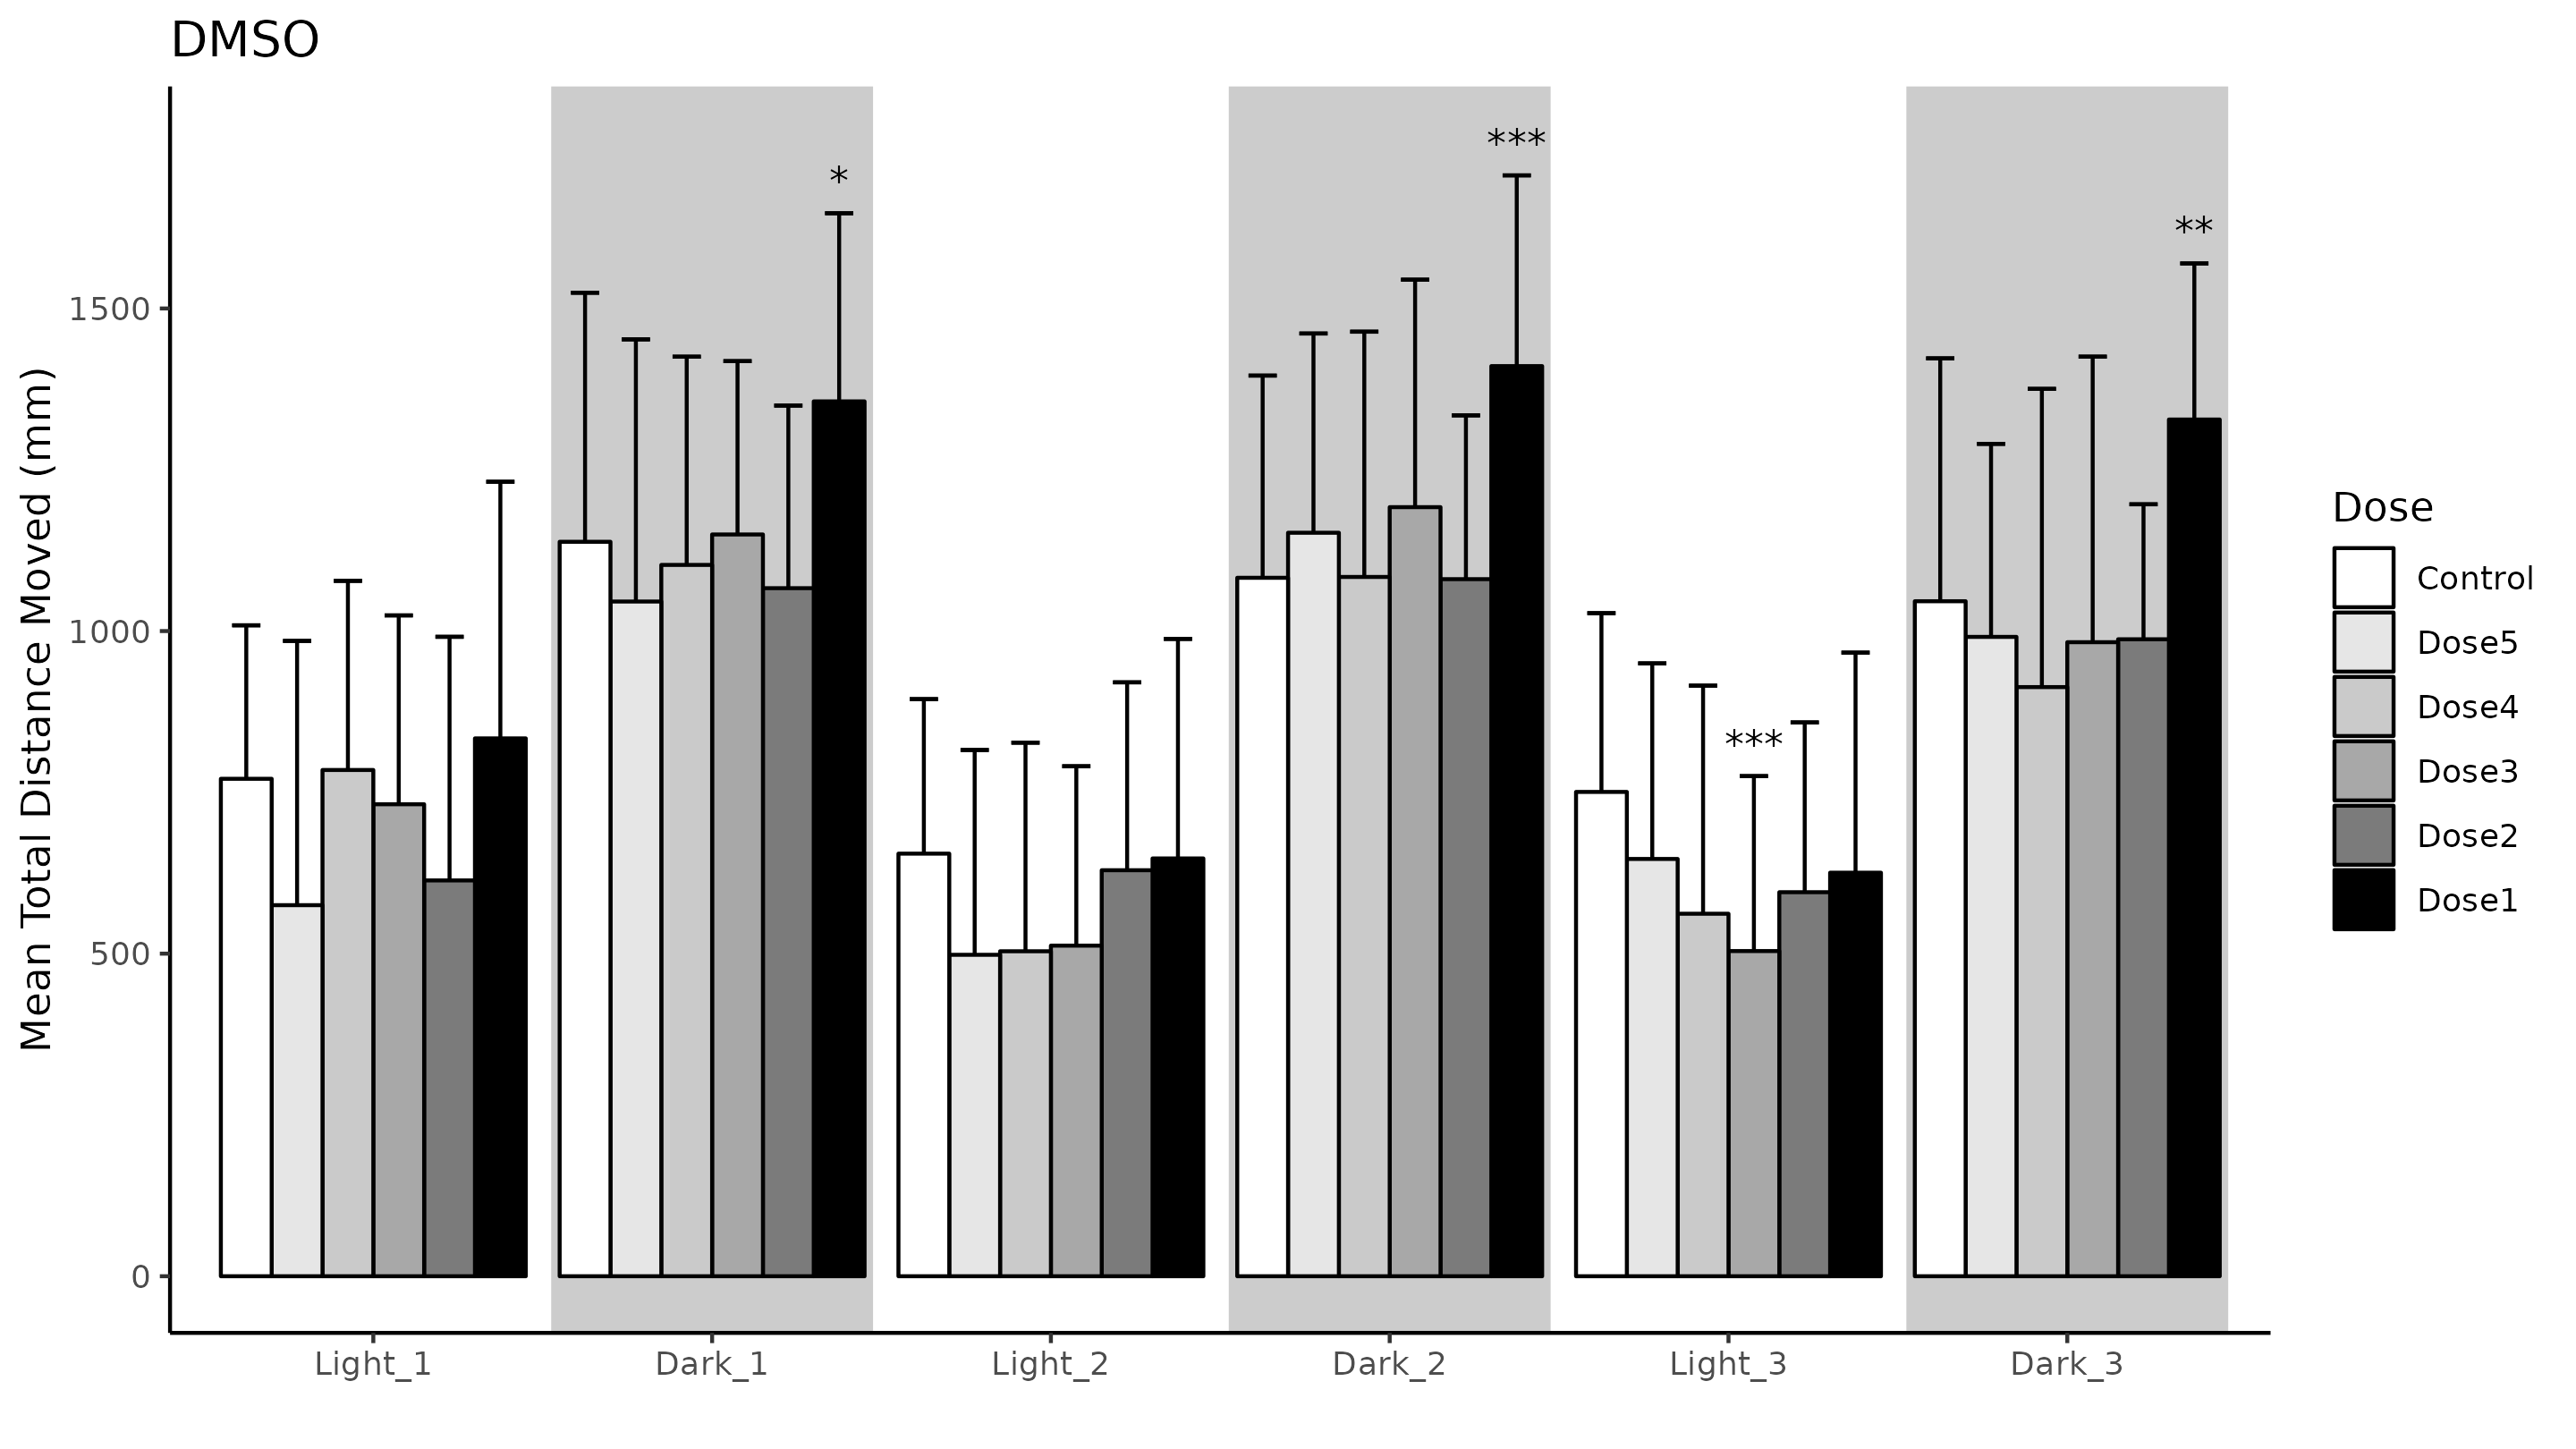 DMSO
Mean Total Distance Moved (mm)
1500
1000
500
0
*
***
***
**
Light_1
Dark_1
Light_2
Dark_2
Light_3
Dark_3
Dose
Control
Dose5
Dose4
Dose3
Dose2
Dose1